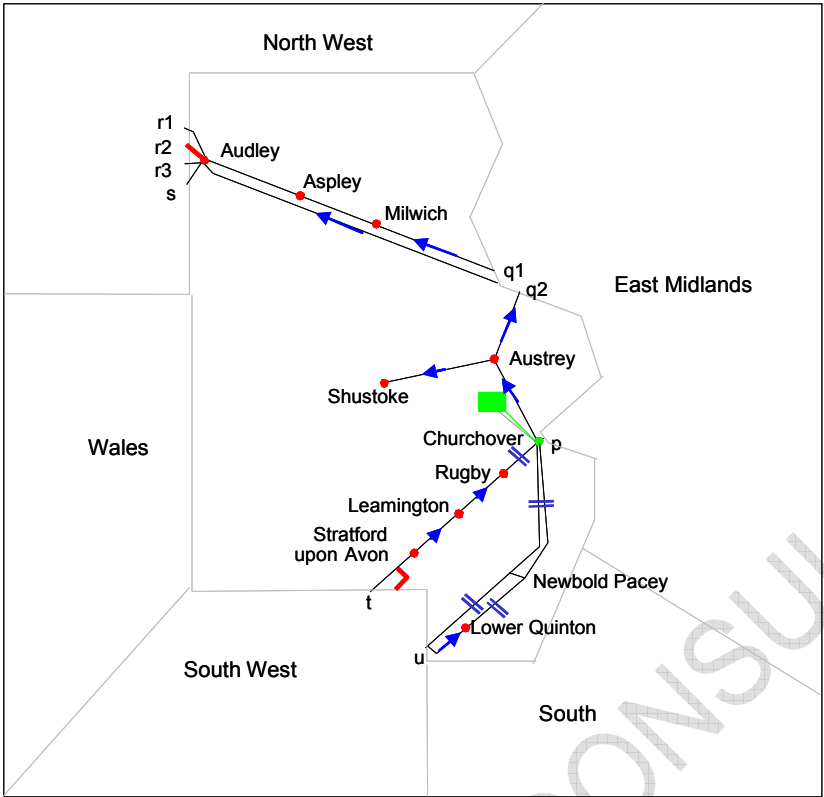 North West
r1
r2
Audley
r3
Aspley
s
Milwich
q1
East Midlands
q2
Austrey
Shustoke
Churchover
p
Wales
Rugby
Leamington
Stratford
upon Avon
Newbold Pacey
t
Lower Quinton
u
South West
South
ONSU